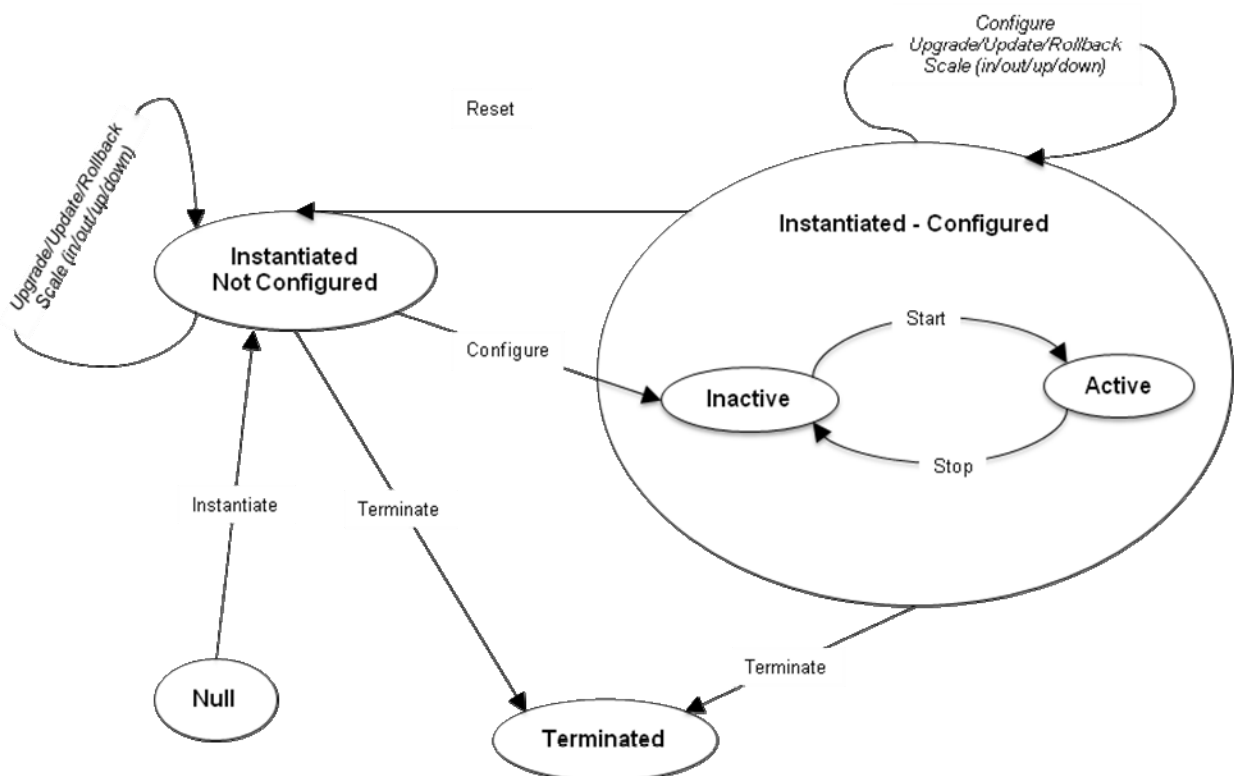 Configure
Upgrade/Update/Rollback
Scale (in/out/up/down)
Reset
Upgrade/Update/Rollback
Scale (in/out/up/down)
Instantiated - Configured
Instantiated
Not Configured
Start
Configure
Inactive
Active
Stop
Instantiate
Terminate
Terminate
Null
Terminated